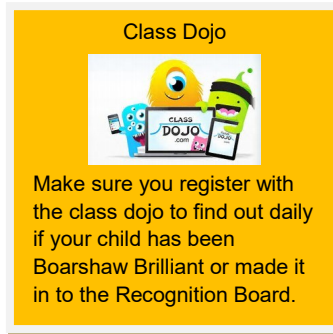 Class Dojo
CLASS
DOJO
.com
Make sure you register with
the class dojo to find out daily
if your child has been
Boarshaw Brilliant or made it
in to the Recognition Board.